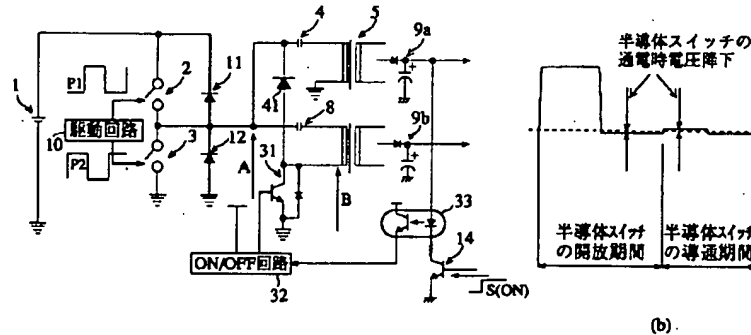 4
5
9a
P1
2
11
41
1
8
9b
駆動回路
10
12
31
P2
3
A
B
33
14
ON/OFF回路
32
S(ON)
半導体スイッチの
通電時電圧降下
半導体スイッチ
の開放期間
半導体スイッチ
の導通期間
(b)